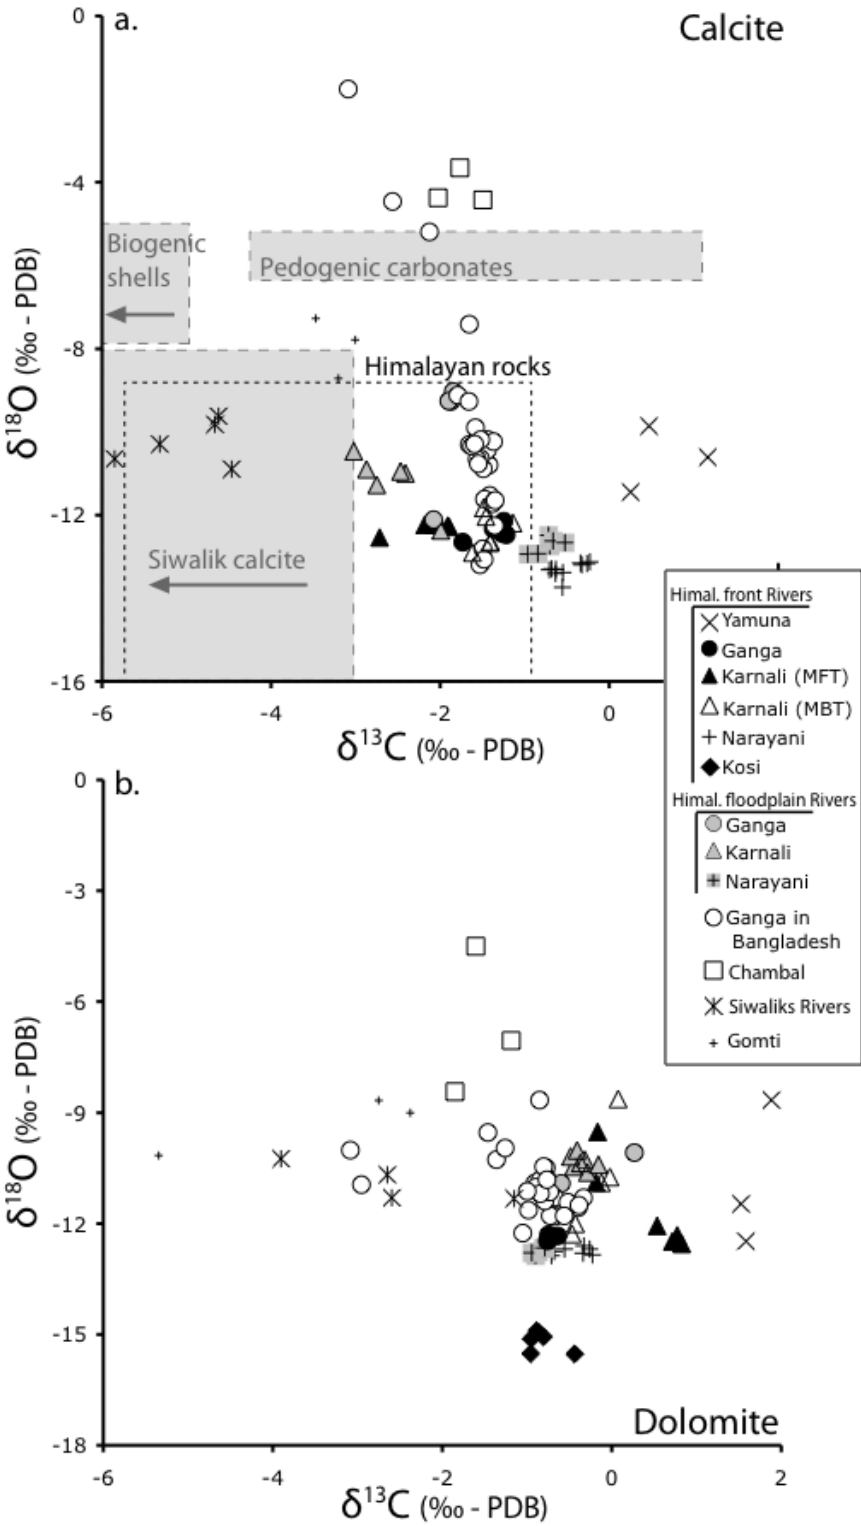 0
a.
Calcite
-4
Biogenic
shells
Pedogenic carbonates
δ18O (‰ - PDB)
-8
Himalayan rocks
-12
Siwalik calcite
-16
-6
-4
-2
0
δ13C (‰ - PDB)
Himal. front Rivers
Yamuna
Ganga
Karnali (MFT)
Karnali (MBT)
Narayani
Kosi
Himal. floodplain Rivers
Ganga
Karnali
Narayani
Ganga in
Bangladesh
Chambal
Siwaliks Rivers
Gomti
0
b.
-3
-6
-9
δ18O (‰ - PDB)
-12
-15
Dolomite
-18
-6
-4
-2
0
2
δ13C (‰ - PDB)